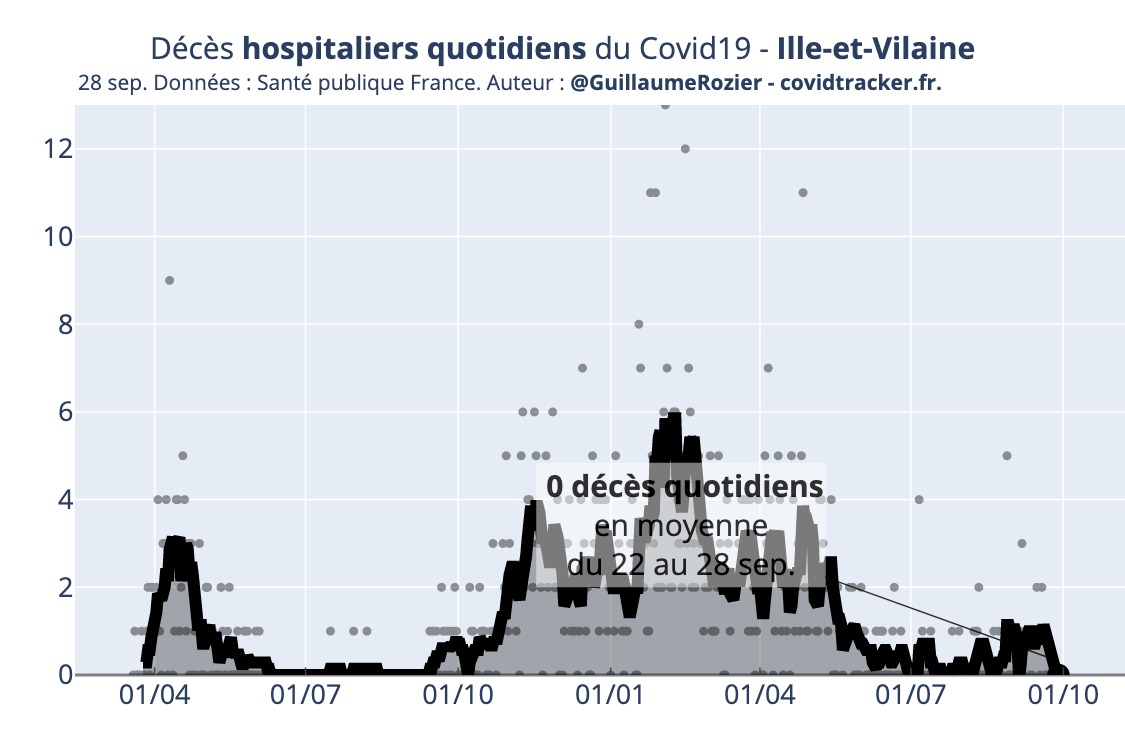 Décès hospitaliers quotidiens du Covid19 - Ille-et-Vilaine
28 sep. Données : Santé publique France. Auteur : @GuillaumeRozier - covidtracker.fr.
12
10
8
6
4
2
0
0 décès quotidiens
en moyenne
du 22 au 28 sep.
01/04
01/07
01/10
01/01
01/04
01/07
01/10